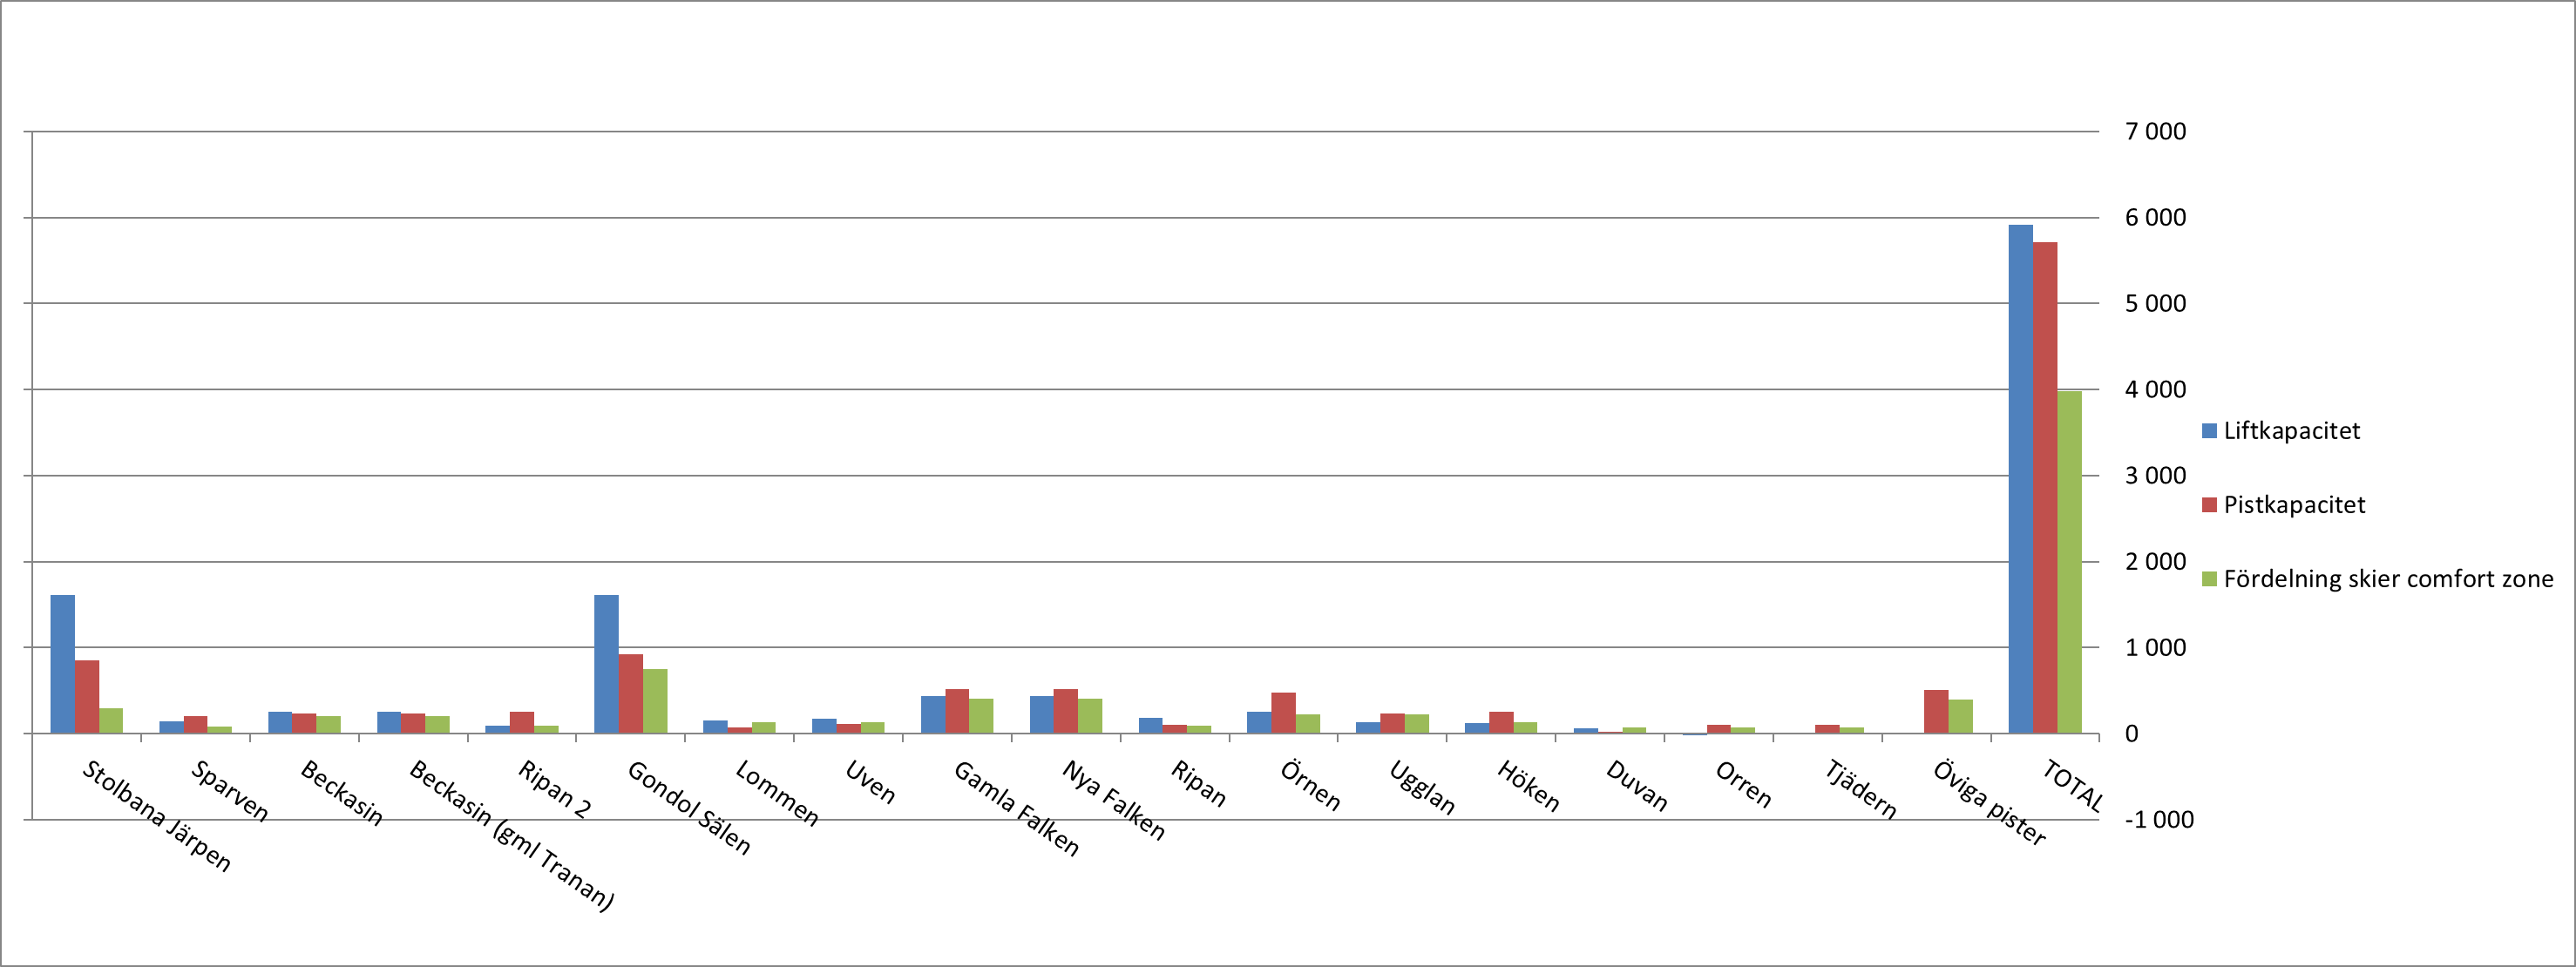 7 000
6 000
5 000
4 000
3 000
2 000
1 000
0
-1 000
Liftkapacitet
Pistkapacitet
Fördelning skier comfort zone
Stolbana Järpen
Sparven
Beckasin
Beckasin (gml Tranan)
Ripan 2
Gondol Sälen
Lommen
Uven
Gamla Falken
Nya Falken
Ripan
Örnen
Ugglan
Höken
Duvan
Orren
Tjädern
Öviga pister
TOTAL